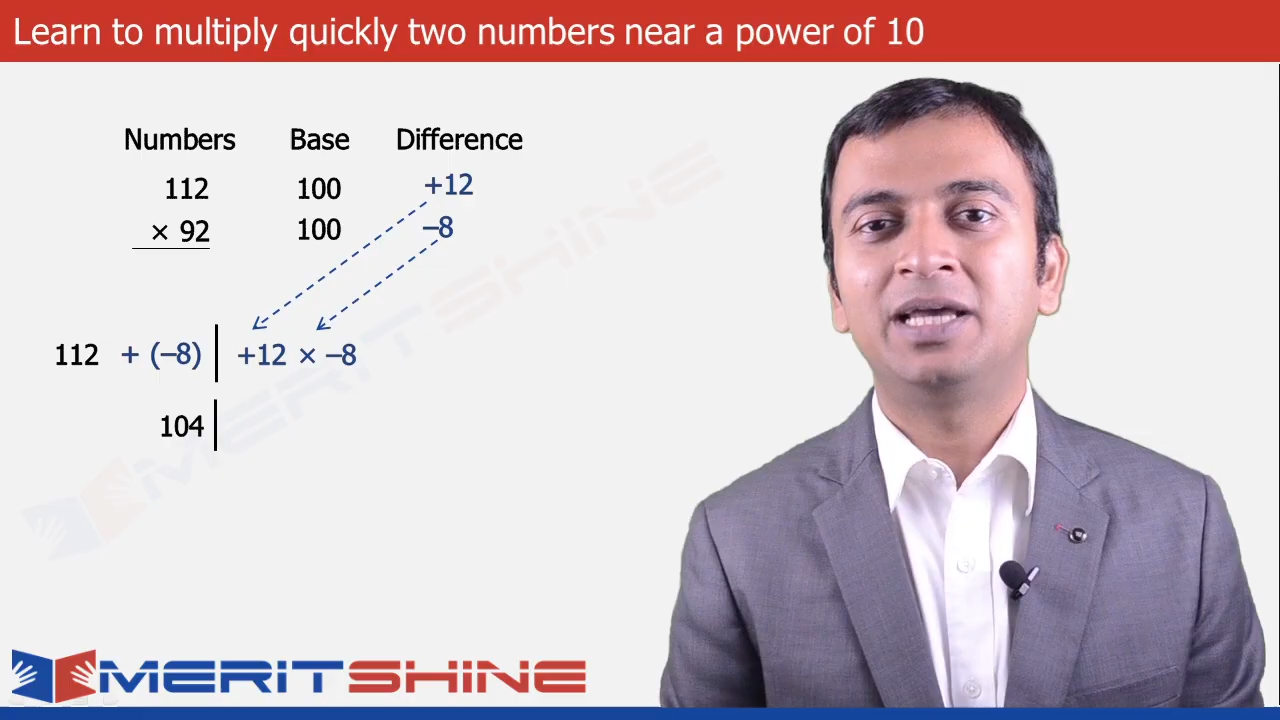 Learn to multiply quickly two numbers near a power of 10
Numbers Base Difference
112 100 +12
× 92 100 –8
112 + (–8) +12 × –8
104
MERITSHINE
MERITSHINE